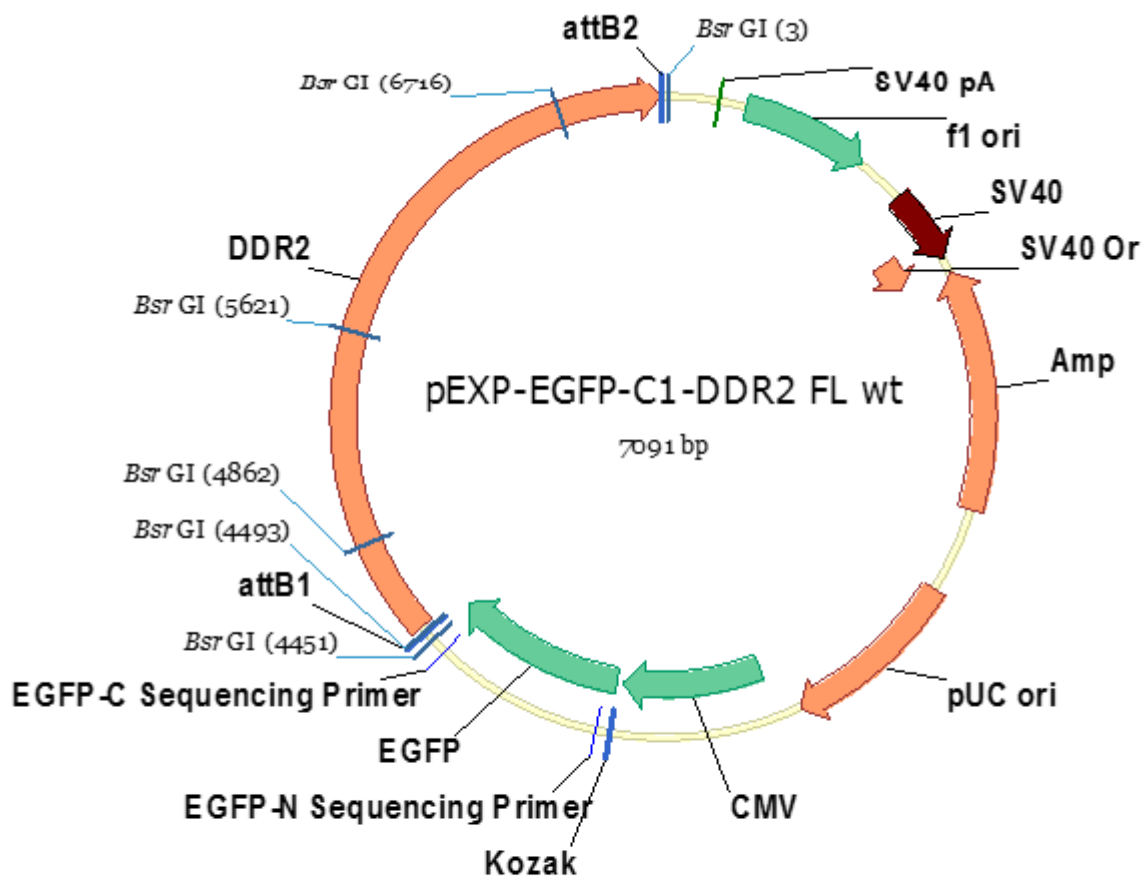 attB2
Bsr GI (3)
Bsr GI (6716)
SV40 pA
f1 ori
SV40
DDR2
SV40 Or
Bsr GI (5621)
Amp
pEXP-EGFP-C1-DDR2 FL wt
7091 bp
Bsr GI (4862)
Bsr GI (4493)
attB1
Bsr GI (4451)
EGFP-C Sequencing Primer
pUC ori
EGFP
EGFP-N Sequencing Primer
CMV
Kozak